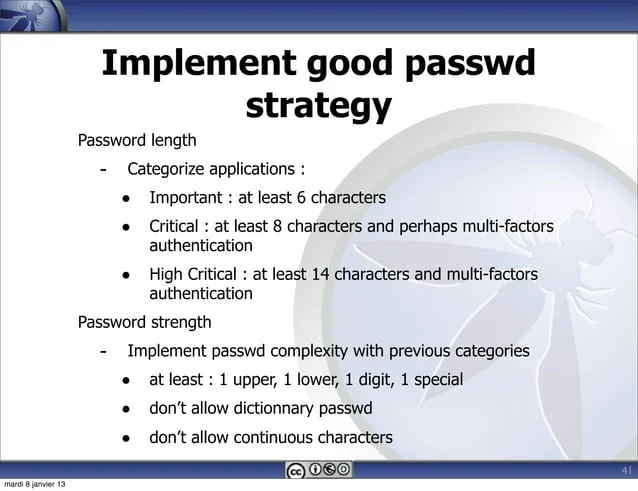 Implement good passwd
strategy
Password length
- Categorize applications :
• Important : at least 6 characters
• Critical : at least 8 characters and perhaps multi-factors
authentication
• High Critical : at least 14 characters and multi-factors
authentication
Password strength
- Implement passwd complexity with previous categories
• at least : 1 upper, 1 lower, 1 digit, 1 special
• don't allow dictionnary passwd
• don't allow continuous characters
cc
41
mardi 8 janvier 13